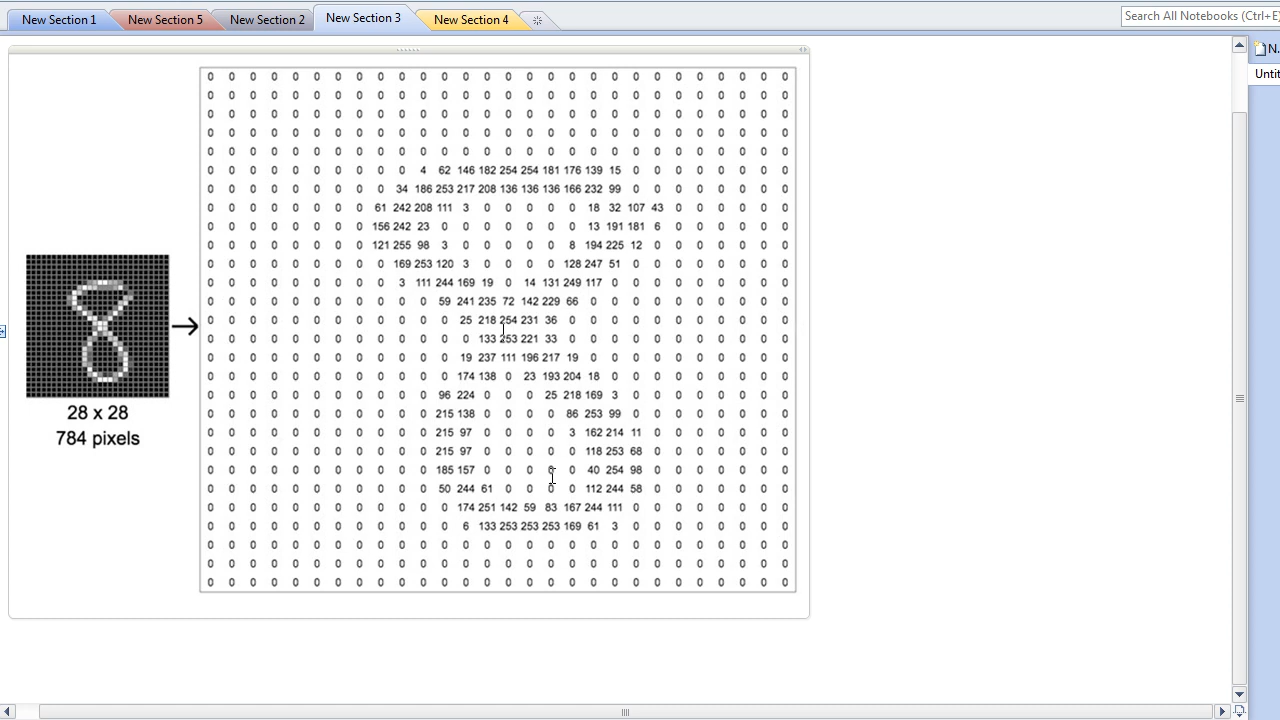 New Section 1 New Section 5 New Section 2 New Section 3 New Section 4
Search All Notebooks (Ctrl+E
N.
Untit
0 0 0 0 0 0 0 0 0 0 0 0 0 0 0 0 0 0 0 0 0 0 0 0 0 0 0 0
0 0 0 0 0 0 0 0 0 0 0 0 0 0 0 0 0 0 0 0 0 0 0 0 0 0 0 0
0 0 0 0 0 0 0 0 0 0 0 0 0 0 0 0 0 0 0 0 0 0 0 0 0 0 0 0
0 0 0 0 0 0 0 0 0 0 0 0 0 0 0 0 0 0 0 0 0 0 0 0 0 0 0 0
0 0 0 0 0 0 0 0 0 0 0 0 0 0 0 0 0 0 0 0 0 0 0 0 0 0 0 0
0 0 0 0 0 0 0 0 0 0 4 62 146 182 254 254 181 176 139 15 0 0 0 0 0 0 0 0
0 0 0 0 0 0 0 0 0 34 186 253 217 208 136 136 136 166 232 99 0 0 0 0 0 0 0 0
0 0 0 0 0 0 0 0 61 242 208 111 3 0 0 0 0 0 18 32 107 43 0 0 0 0 0 0
0 0 0 0 0 0 0 0 156 242 23 0 0 0 0 0 0 0 13 191 181 6 0 0 0 0 0 0
0 0 0 0 0 0 0 0 121 255 98 3 0 0 0 0 0 8 194 225 12 0 0 0 0 0 0 0
0 0 0 0 0 0 0 0 0 169 253 120 3 0 0 0 0 128 247 51 0 0 0 0 0 0 0 0
0 0 0 0 0 0 0 0 0 3 111 244 169 19 0 14 131 249 117 0 0 0 0 0 0 0 0 0
0 0 0 0 0 0 0 0 0 0 0 59 241 235 72 142 229 66 0 0 0 0 0 0 0 0 0 0
0 0 0 0 0 0 0 0 0 0 0 0 25 218 254 231 36 0 0 0 0 0 0 0 0 0 0 0
0 0 0 0 0 0 0 0 0 0 0 0 0 133 253 221 33 0 0 0 0 0 0 0 0 0 0 0
0 0 0 0 0 0 0 0 0 0 0 0 19 237 111 196 217 19 0 0 0 0 0 0 0 0 0 0
0 0 0 0 0 0 0 0 0 0 0 0 174 138 0 23 193 204 18 0 0 0 0 0 0 0 0 0
0 0 0 0 0 0 0 0 0 0 0 96 224 0 0 0 25 218 169 3 0 0 0 0 0 0 0 0
0 0 0 0 0 0 0 0 0 0 0 215 138 0 0 0 0 86 253 99 0 0 0 0 0 0 0 0
0 0 0 0 0 0 0 0 0 0 0 215 97 0 0 0 0 3 162 214 11 0 0 0 0 0 0 0
0 0 0 0 0 0 0 0 0 0 0 215 97 0 0 0 0 0 118 253 68 0 0 0 0 0 0 0
0 0 0 0 0 0 0 0 0 0 0 185 157 0 0 0 0 0 40 254 98 0 0 0 0 0 0 0
0 0 0 0 0 0 0 0 0 0 0 50 244 61 0 0 0 0 112 244 58 0 0 0 0 0 0 0
0 0 0 0 0 0 0 0 0 0 0 0 174 251 142 59 83 167 244 111 0 0 0 0 0 0 0 0
0 0 0 0 0 0 0 0 0 0 0 0 6 133 253 253 253 169 61 3 0 0 0 0 0 0 0 0
0 0 0 0 0 0 0 0 0 0 0 0 0 0 0 0 0 0 0 0 0 0 0 0 0 0 0 0
0 0 0 0 0 0 0 0 0 0 0 0 0 0 0 0 0 0 0 0 0 0 0 0 0 0 0 0
0 0 0 0 0 0 0 0 0 0 0 0 0 0 0 0 0 0 0 0 0 0 0 0 0 0 0 0
28 x 28
784 pixels